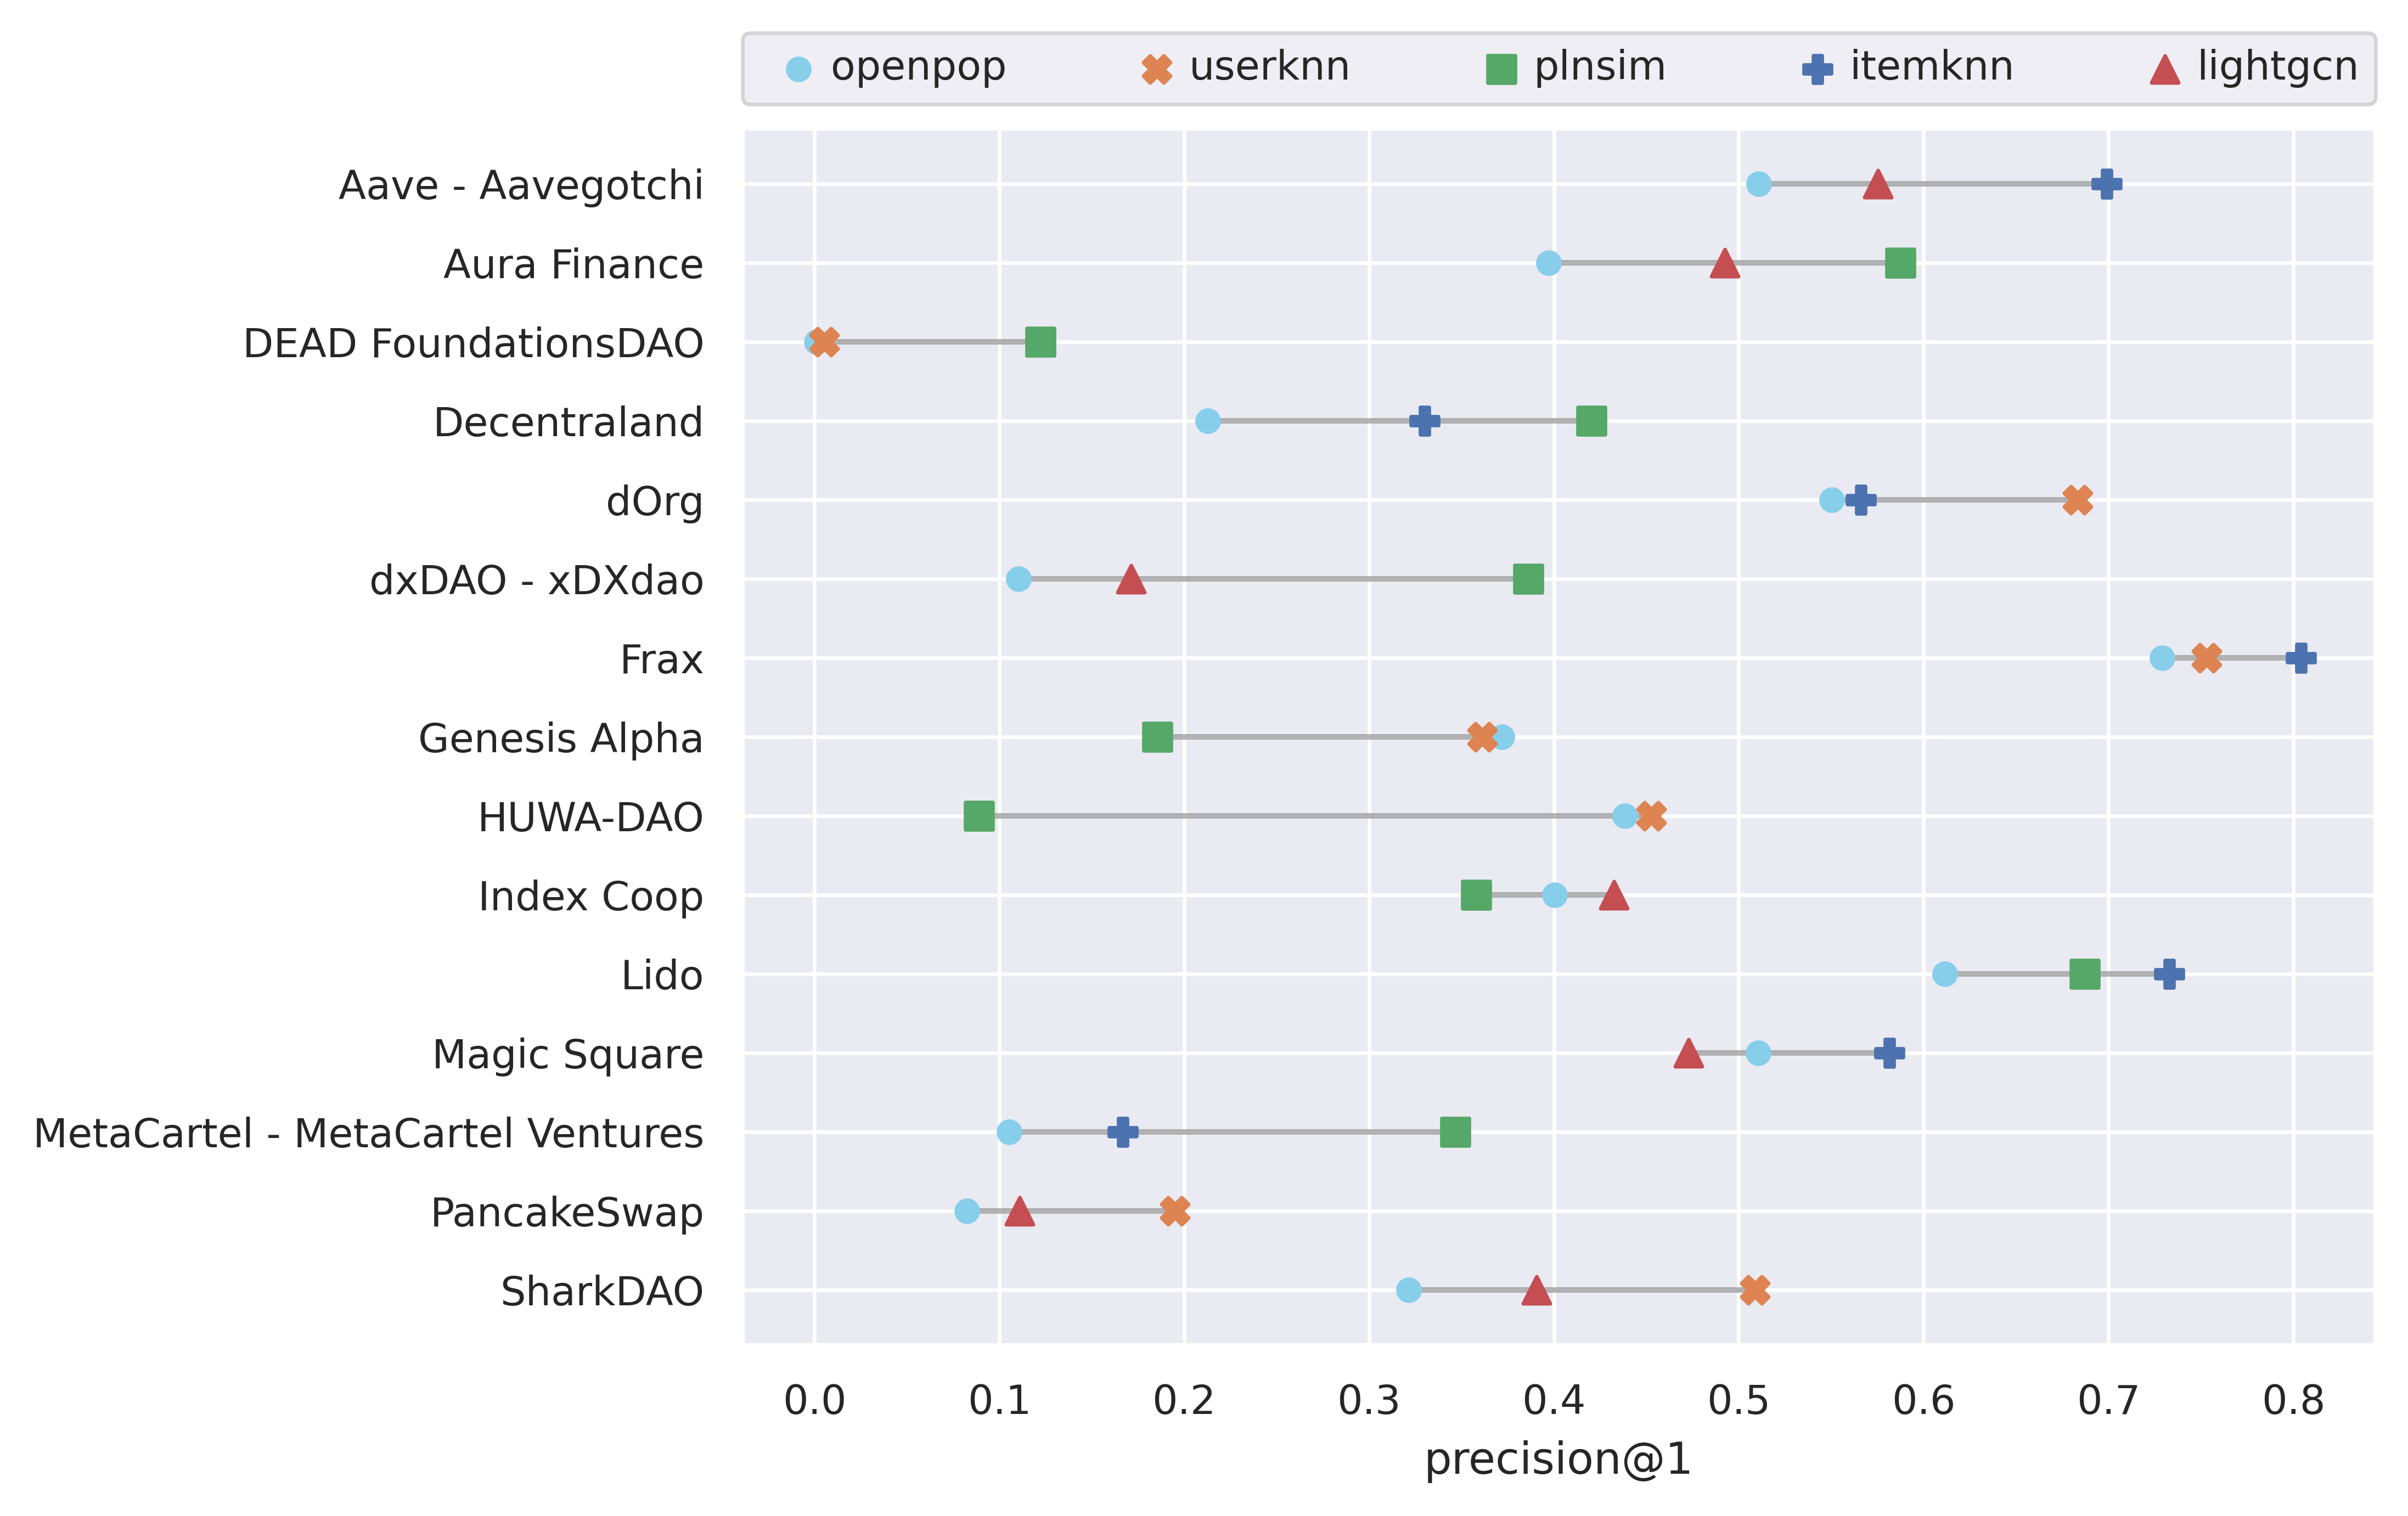 openpop userknn plnsim itemknn lightgcn
Aave - Aavegotchi
Aura Finance
DEAD FoundationsDAO
Decentraland
dOrg
dxDAO - xDXdao
Frax
Genesis Alpha
HUWA-DAO
Index Coop
Lido
Magic Square
MetaCartel - MetaCartel Ventures
PancakeSwap
SharkDAO
0.0 0.1 0.2 0.3 0.4 0.5 0.6 0.7 0.8
precision@1